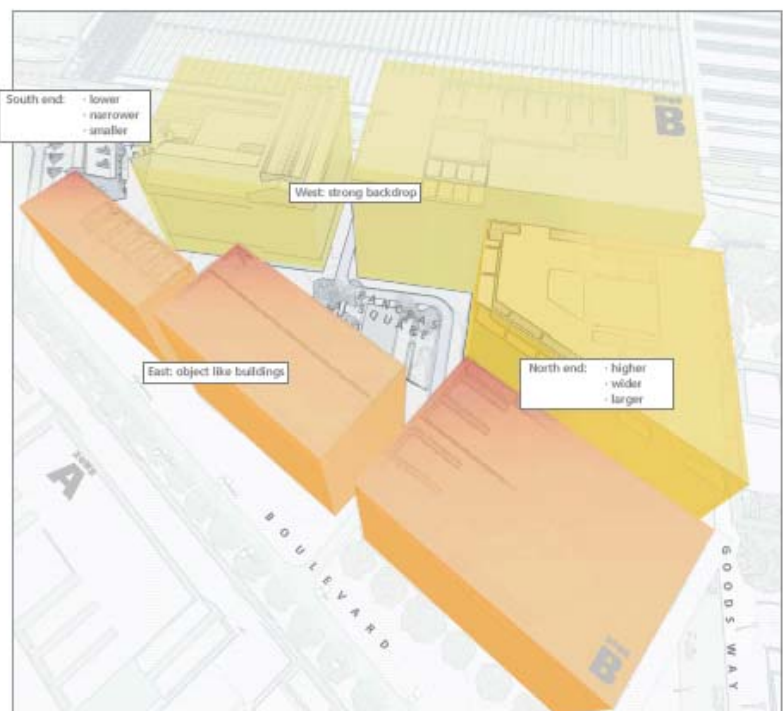 South end: · lower
· narrower
· smaller
B
West: strong backdrop
PANCRAS
SQUARE
East: object like buildings
North end: · higher
· wider
· larger
ZONE
A
BOULEVARD
GOODS WAY
B